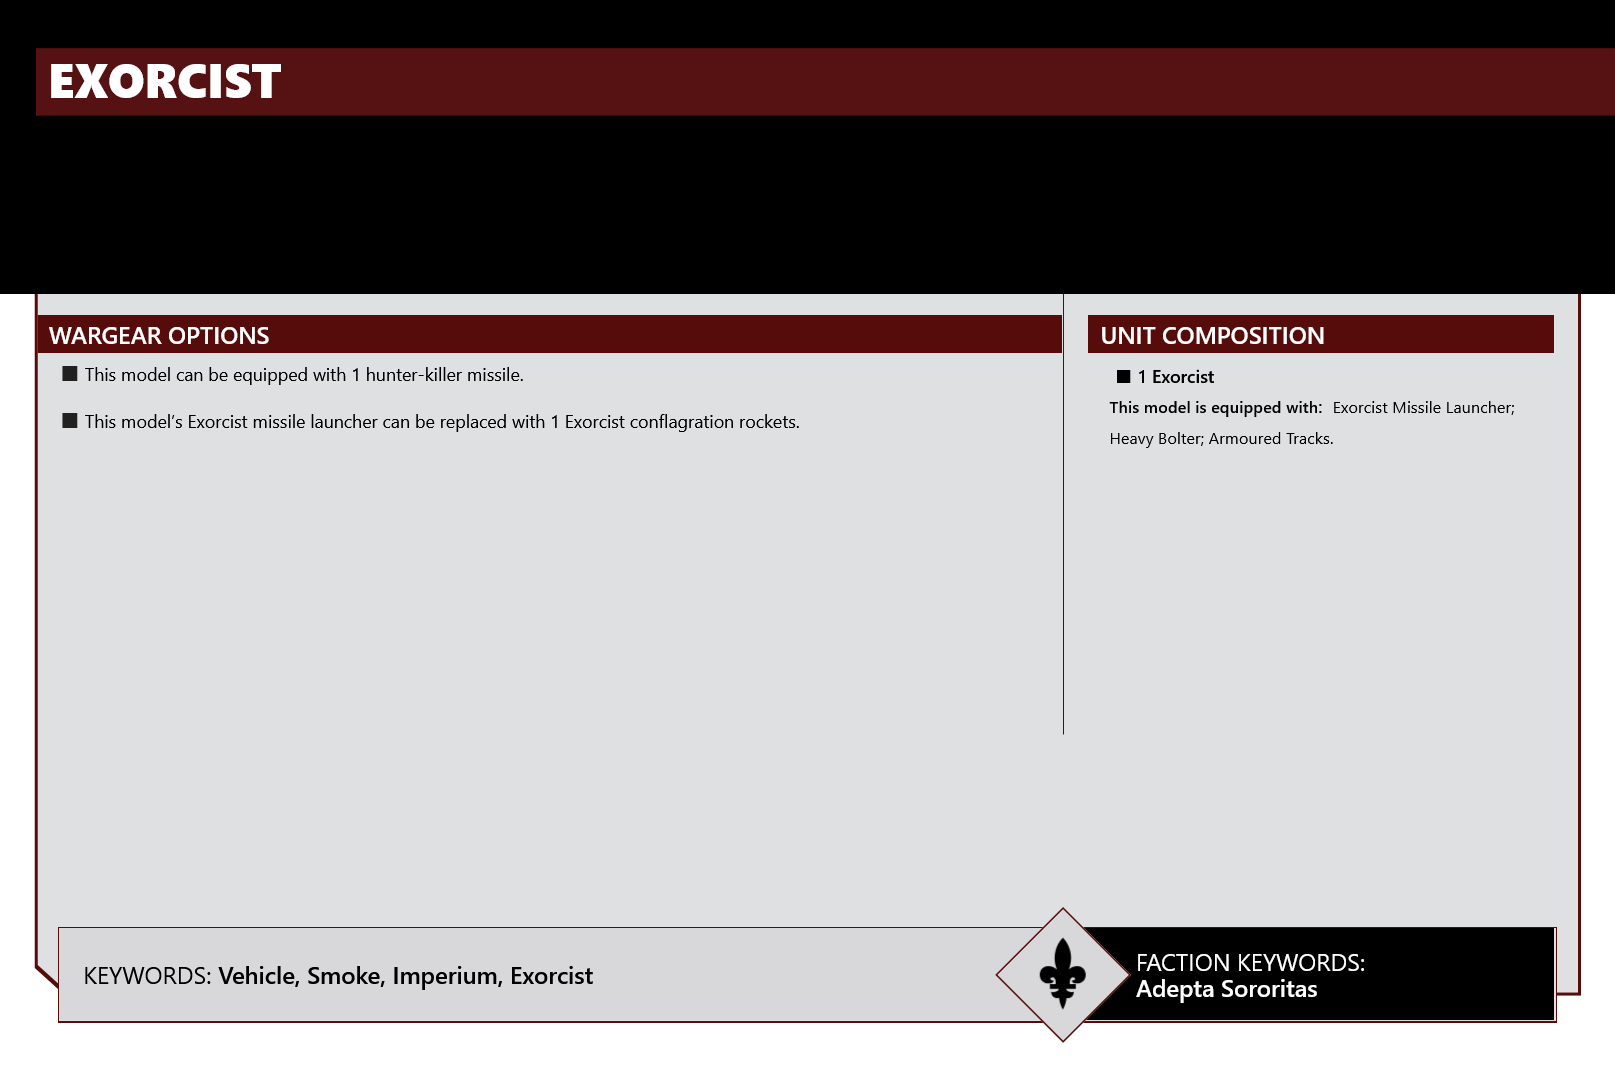 EXORCIST
WARGEAR OPTIONS
■ This model can be equipped with 1 hunter-killer missile.
■ This model’s Exorcist missile launcher can be replaced with 1 Exorcist conflagration rockets.
UNIT COMPOSITION
■ 1 Exorcist
This model is equipped with: Exorcist Missile Launcher;
Heavy Bolter; Armoured Tracks.
KEYWORDS: Vehicle, Smoke, Imperium, Exorcist
FACTION KEYWORDS:
Adepta Sororitas